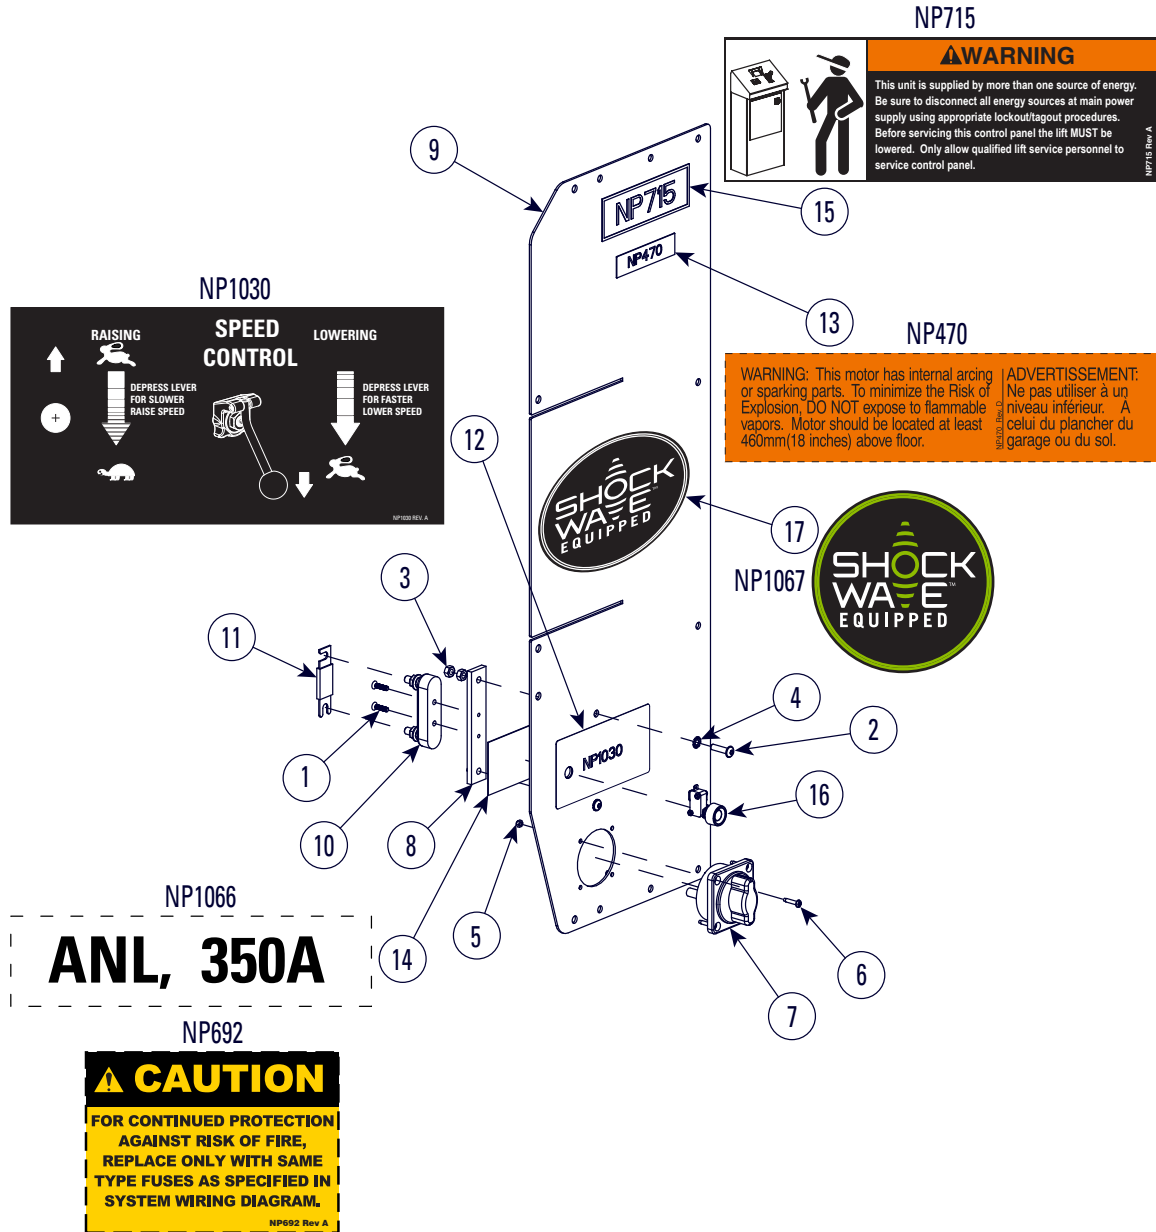 NP715
WARNING
This unit is supplied by more than one source of energy.
Be sure to disconnect all energy sources at main power
supply using appropriate lockout/tagout procedures.
Before servicing this control panel the lift MUST be
lowered. Only allow qualified lift service personnel to
service control panel.
NP715 Rev A
9
NP715
15
NP470
13
NP1030
RAISING
SPEED
CONTROL
LOWERING
DEPRESS LEVER
FOR SLOWER
RAISE SPEED
DEPRESS LEVER
FOR FASTER
LOWER SPEED
NP1030 REV. A
NP470
WARNING: This motor has internal arcing
or sparking parts. To minimize the Risk of
Explosion, DO NOT expose to flammable
vapors. Motor should be located at least
460mm(18 inches) above floor.
NP470 Rev. D
ADVERTISSEMENT:
Ne pas utiliser à un
niveau inférieur. À
celui du plancher du
garage ou du sol.
12
SHOCK
WAVE™
EQUIPPED
17
NP1067
SHOCK
WAVE™
EQUIPPED
3
11
4
2
NP1030
1
10
8
16
5
14
6
7
NP1066
ANL, 350A
NP692
CAUTION
FOR CONTINUED PROTECTION
AGAINST RISK OF FIRE,
REPLACE ONLY WITH SAME
TYPE FUSES AS SPECIFIED IN
SYSTEM WIRING DIAGRAM.
NP692 Rev A